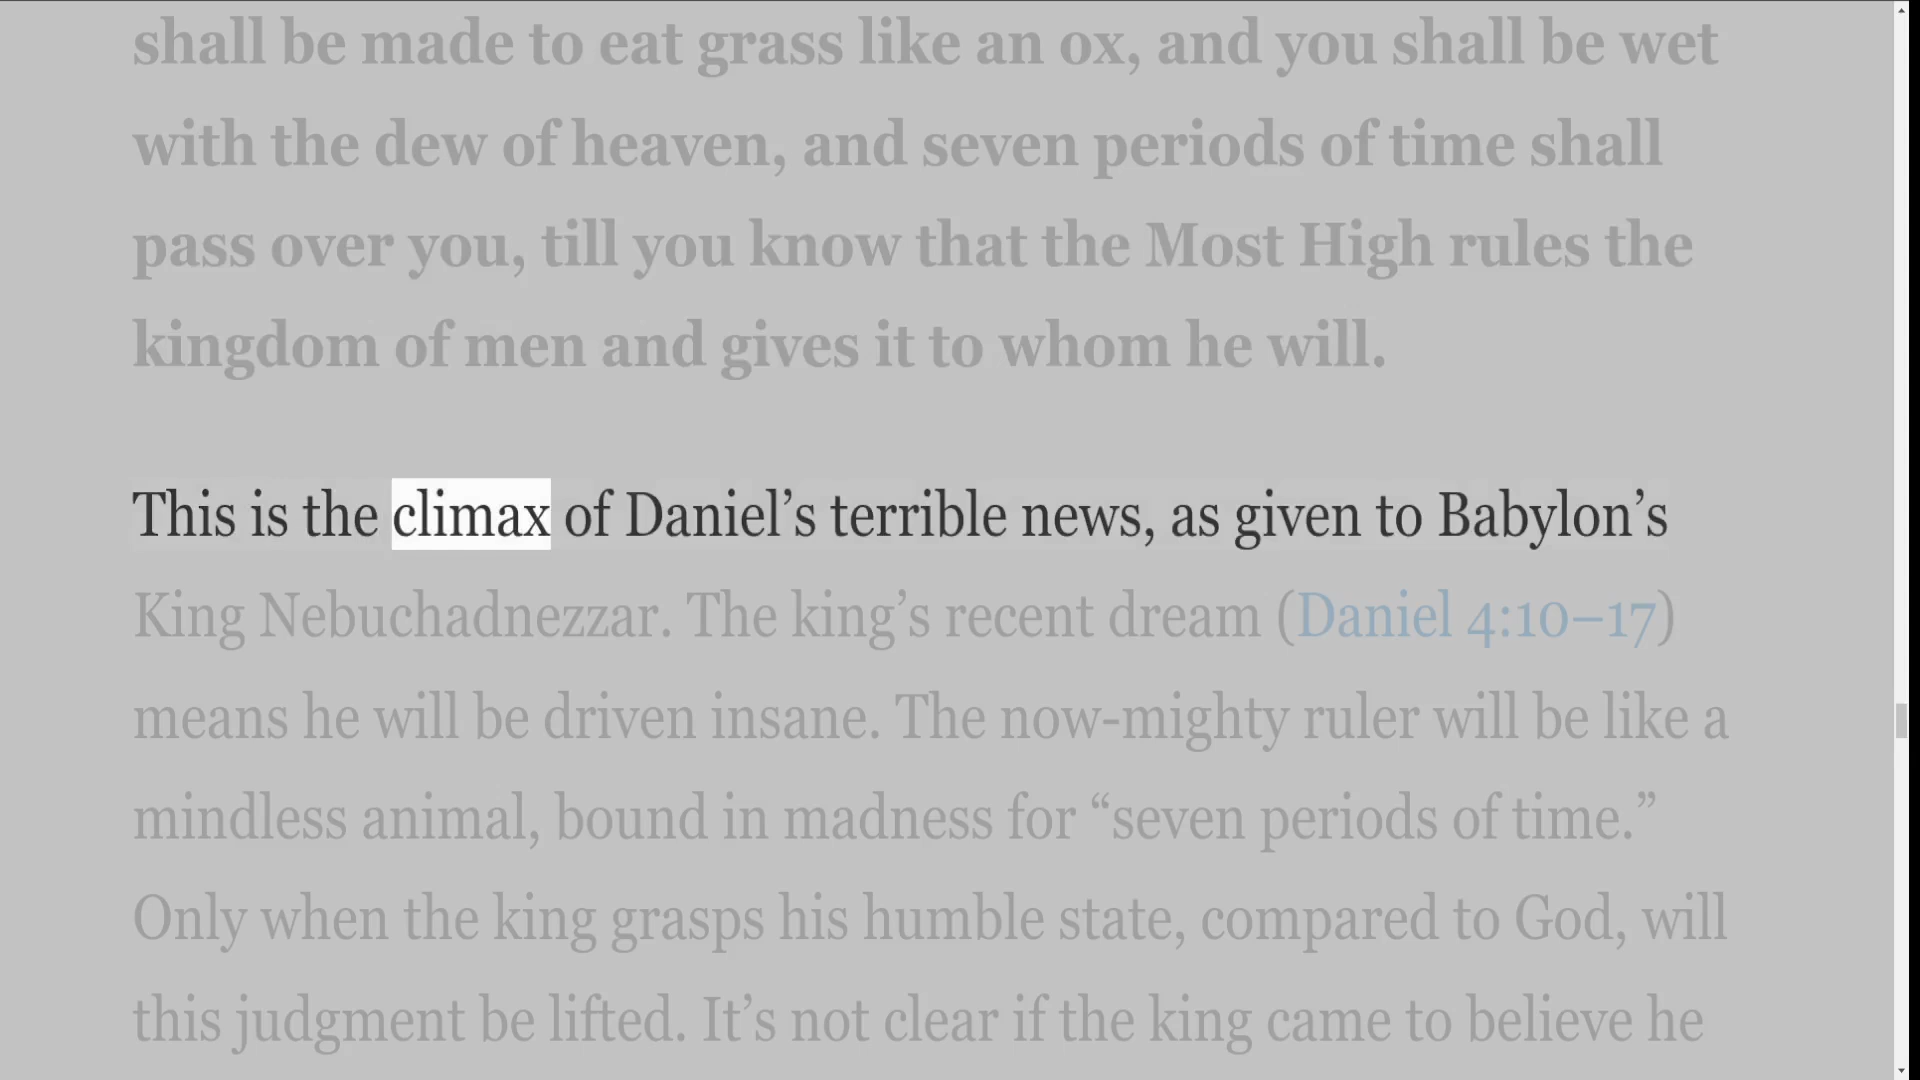 shall be made to eat grass like an ox, and you shall be wet
with the dew of heaven, and seven periods of time shall
pass over you, till you know that the Most High rules the
kingdom of men and gives it to whom he will.
This is the climax of Daniel’s terrible news, as given to Babylon’s
King Nebuchadnezzar. The king’s recent dream (Daniel 4:10–17)
means he will be driven insane. The now-mighty ruler will be like a
mindless animal, bound in madness for “seven periods of time.”
Only when the king grasps his humble state, compared to God, will
this judgment be lifted. It’s not clear if the king came to believe he